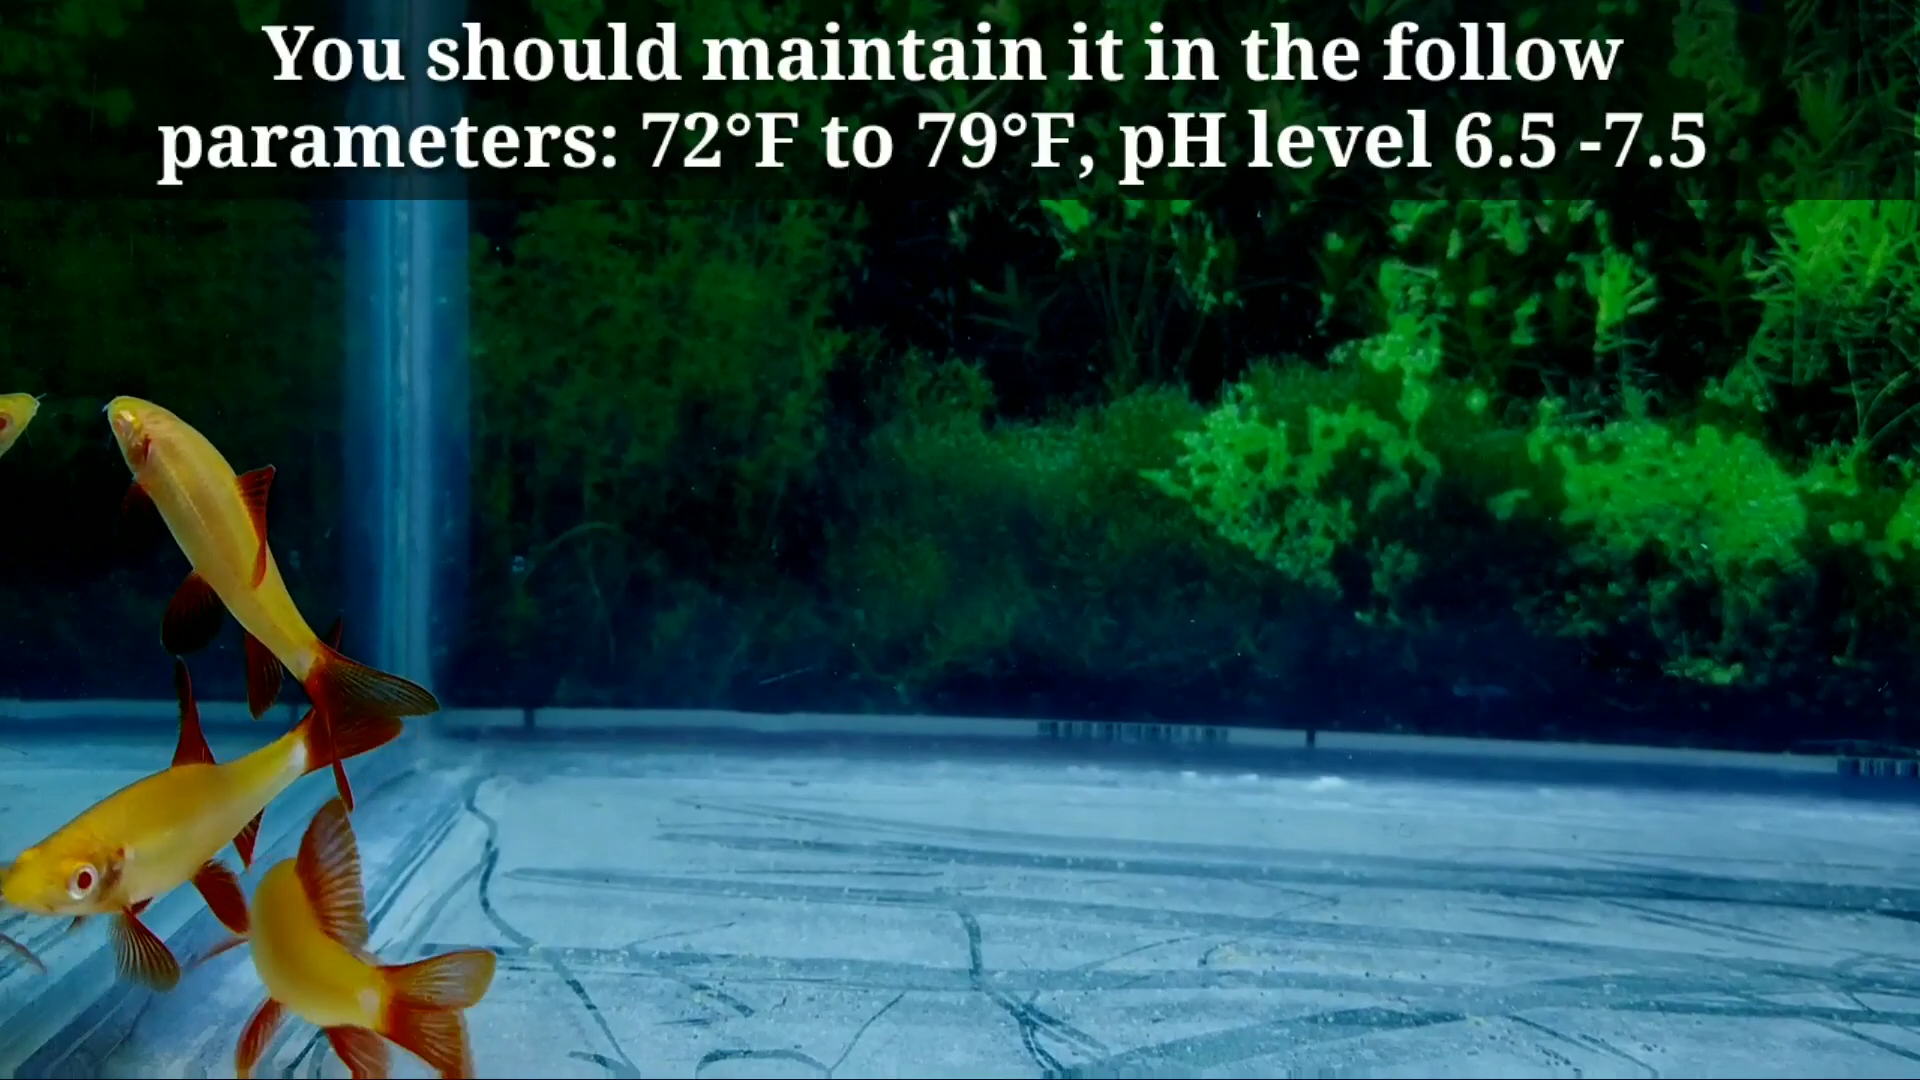 You should maintain it in the follow
parameters: 72°F to 79°F, pH level 6.5 -7.5